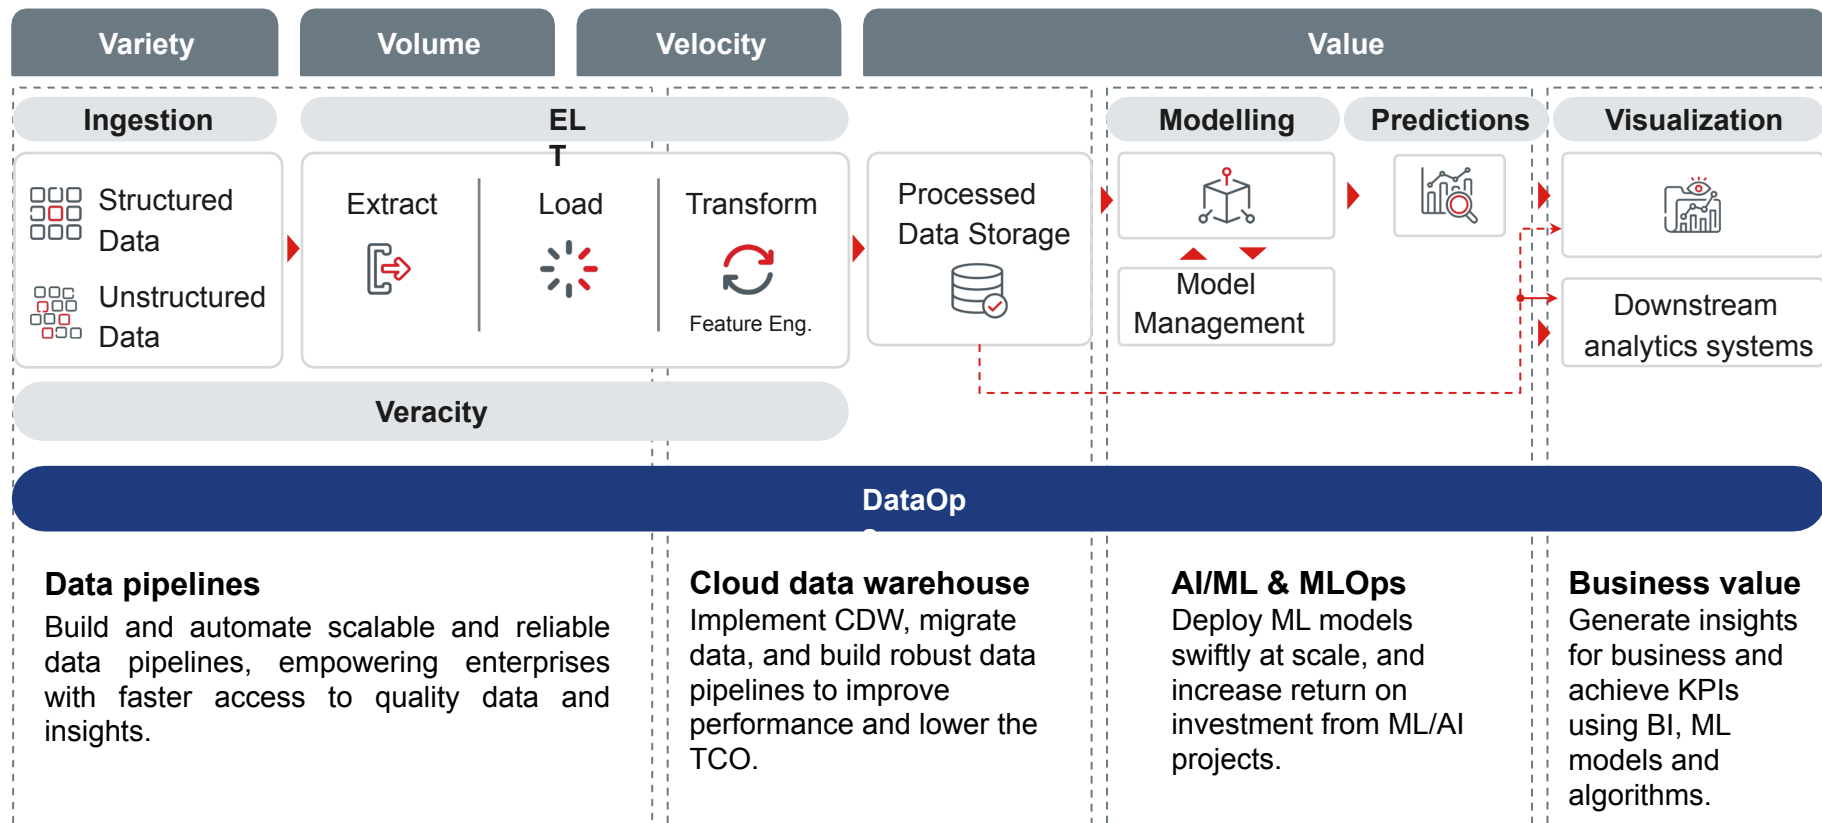 Variety
Volume
Velocity
Value
Ingestion
EL
T
Modelling
Predictions
Visualization
Structured
Data
Unstructured
Data
Extract
Load
Transform
Feature Eng.
Processed
Data Storage
Model
Management
Downstream
analytics systems
Veracity
DataOp
Data pipelines
Build and automate scalable and reliable
data pipelines, empowering enterprises
with faster access to quality data and
insights.
Cloud data warehouse
Implement CDW, migrate
data, and build robust data
pipelines to improve
performance and lower the
TCO.
AI/ML & MLOps
Deploy ML models
swiftly at scale, and
increase return on
investment from ML/AI
projects.
Business value
Generate insights
for business and
achieve KPIs
using BI, ML
models and
algorithms.